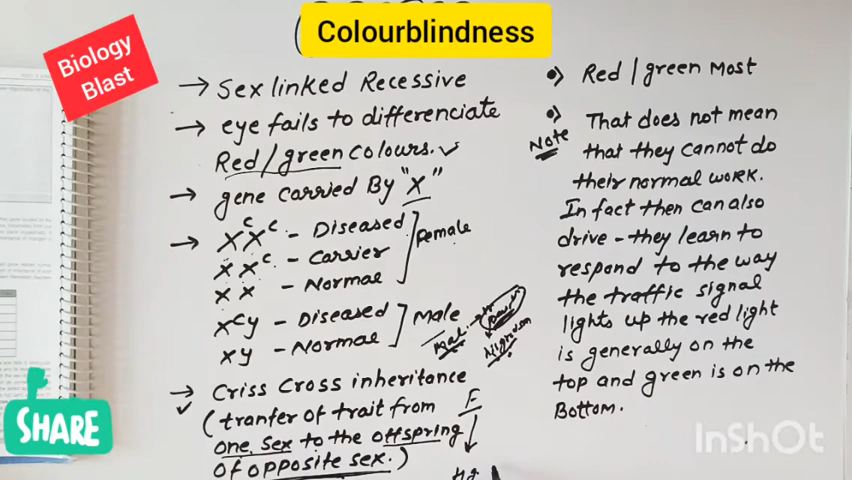 Colourblindness
Biology
Blast
→ Sex linked Recessive
→ eye fails to differenciate
Red/green colours.
→ gene carried By "X"
→ XᶜXᶜ - Diseased
X Xᶜ - Carrier
X X - Normal
Female
Xᶜy - Diseased
xy - Normal
Male
→ Criss Cross inheritance
(tranfer of trait from
one sex to the offspring
of opposite sex.)
F
Red/green Most
Note
That does not mean
that they cannot do
their normal work.
In fact then can also
drive - they learn to
respond to the way
the traffic signal
lights up the red light
is generally on the
top and green is on the
Bottom.
SHARE
InShOt